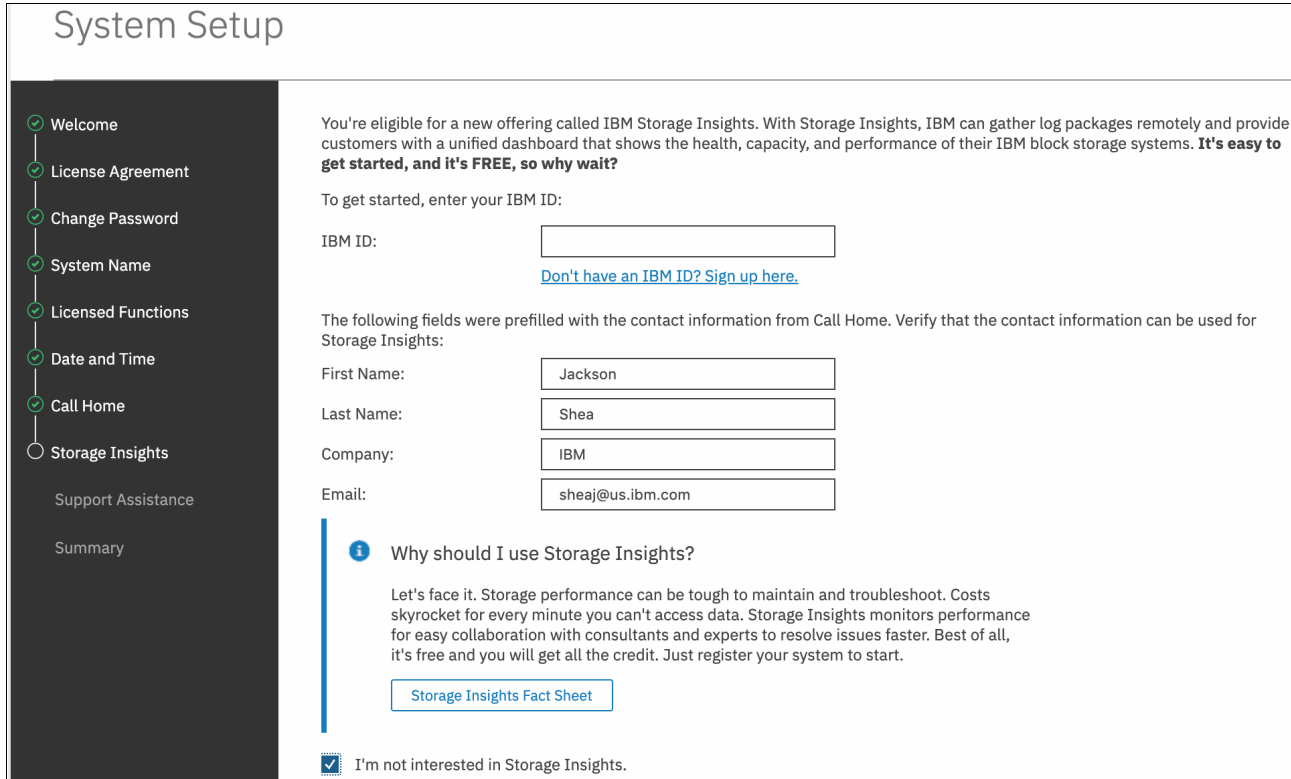 System Setup
Welcome
License Agreement
Change Password
System Name
Licensed Functions
Date and Time
Call Home
Storage Insights
Support Assistance
Summary
You're eligible for a new offering called IBM Storage Insights. With Storage Insights, IBM can gather log packages remotely and provide
customers with a unified dashboard that shows the health, capacity, and performance of their IBM block storage systems. It's easy to
get started, and it's FREE, so why wait?
To get started, enter your IBM ID:
IBM ID:
Don't have an IBM ID? Sign up here.
The following fields were prefilled with the contact information from Call Home. Verify that the contact information can be used for
Storage Insights:
First Name: Jackson
Last Name: Shea
Company: IBM
Email: sheaj@us.ibm.com
Why should I use Storage Insights?
Let's face it. Storage performance can be tough to maintain and troubleshoot. Costs
skyrocket for every minute you can't access data. Storage Insights monitors performance
for easy collaboration with consultants and experts to resolve issues faster. Best of all,
it's free and you will get all the credit. Just register your system to start.
Storage Insights Fact Sheet
I'm not interested in Storage Insights.